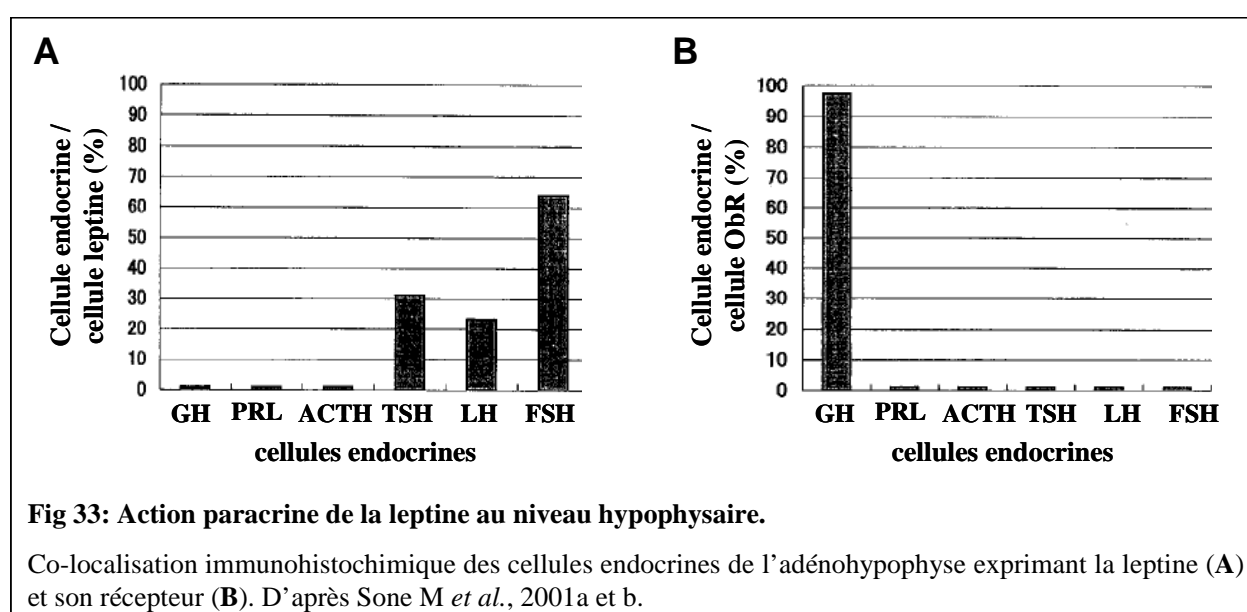 A
Cellule endocrine /
cellule leptine (%)
100
90
80
70
60
50
40
30
20
10
0
GH PRL ACTH TSH LH FSH
cellules endocrines
B
Cellule endocrine /
cellule ObR (%)
100
90
80
70
60
50
40
30
20
10
0
GH PRL ACTH TSH LH FSH
cellules endocrines
Fig 33: Action paracrine de la leptine au niveau hypophysaire.
Co-localisation immunohistochimique des cellules endocrines de l’adénohypophyse exprimant la leptine (A)
et son récepteur (B). D’après Sone M et al., 2001a et b.